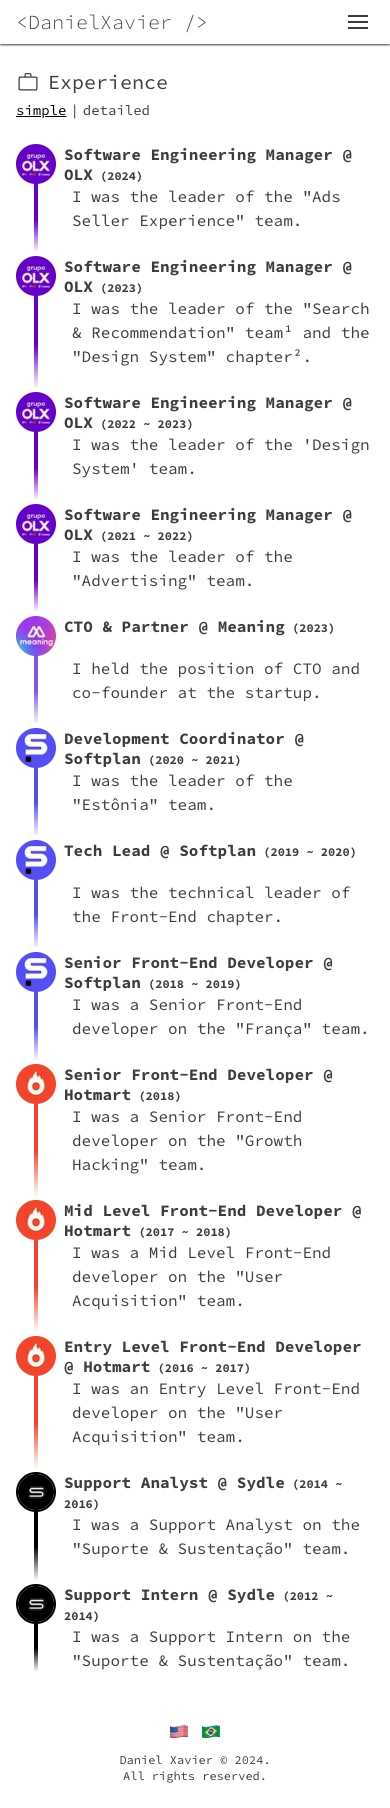 <DanielXavier />
Experience
simple | detailed
grupo
OLX
Software Engineering Manager @
OLX (2024)
I was the leader of the "Ads
Seller Experience" team.
grupo
OLX
Software Engineering Manager @
OLX (2023)
I was the leader of the "Search
& Recommendation" team¹ and the
"Design System" chapter².
grupo
OLX
Software Engineering Manager @
OLX (2022 ~ 2023)
I was the leader of the 'Design
System' team.
grupo
OLX
Software Engineering Manager @
OLX (2021 ~ 2022)
I was the leader of the
"Advertising" team.
meaning
CTO & Partner @ Meaning (2023)
I held the position of CTO and
co-founder at the startup.
Development Coordinator @
Softplan (2020 ~ 2021)
I was the leader of the
"Estônia" team.
Tech Lead @ Softplan (2019 ~ 2020)
I was the technical leader of
the Front-End chapter.
Senior Front-End Developer @
Softplan (2018 ~ 2019)
I was a Senior Front-End
developer on the "França" team.
Senior Front-End Developer @
Hotmart (2018)
I was a Senior Front-End
developer on the "Growth
Hacking" team.
Mid Level Front-End Developer @
Hotmart (2017 ~ 2018)
I was a Mid Level Front-End
developer on the "User
Acquisition" team.
Entry Level Front-End Developer
@ Hotmart (2016 ~ 2017)
I was an Entry Level Front-End
developer on the "User
Acquisition" team.
Support Analyst @ Sydle (2014 ~
2016)
I was a Support Analyst on the
"Suporte & Sustentação" team.
Support Intern @ Sydle (2012 ~
2014)
I was a Support Intern on the
"Suporte & Sustentação" team.
Daniel Xavier © 2024.
All rights reserved.